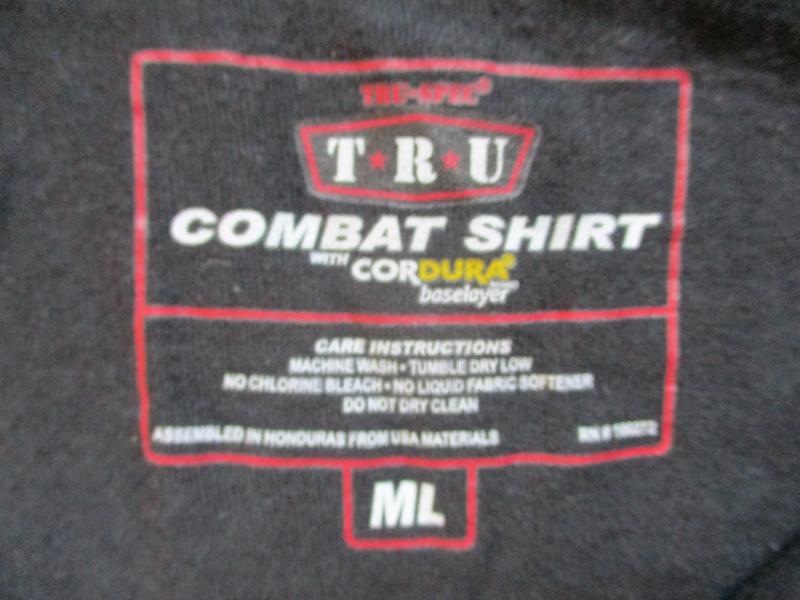 TRU-SPEC®
T★R★U
COMBAT SHIRT
WITH CORDURA®
baselayer
CARE INSTRUCTIONS
MACHINE WASH • TUMBLE DRY LOW
NO CHLORINE BLEACH • NO LIQUID FABRIC SOFTENER
DO NOT DRY CLEAN
ASSEMBLED IN HONDURAS FROM USA MATERIALS
RN #
ML